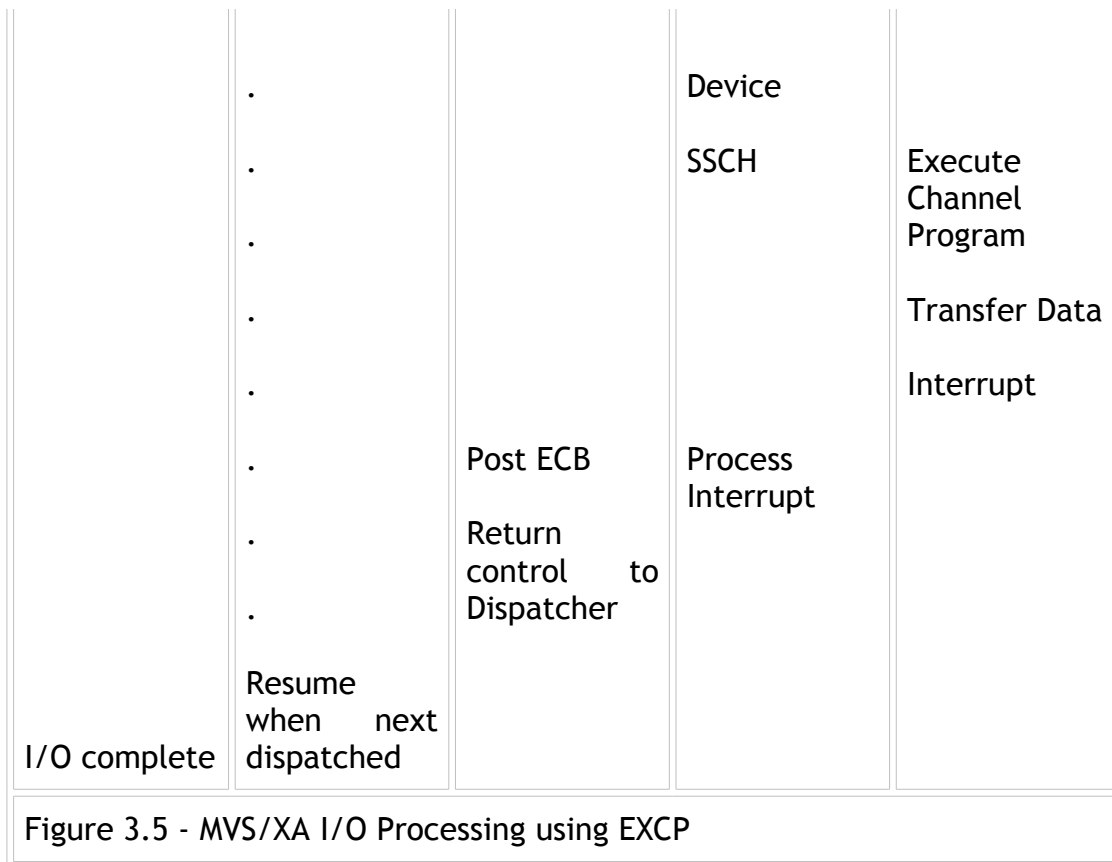 .
Device
.
SSCH
Execute
Channel
.
Program
.
Transfer Data
.
Interrupt
.
Post ECB
Process
Interrupt
.
Return
control to
.
Dispatcher
Resume
when next
I/O complete
dispatched
Figure 3.5 - MVS/XA I/O Processing using EXCP